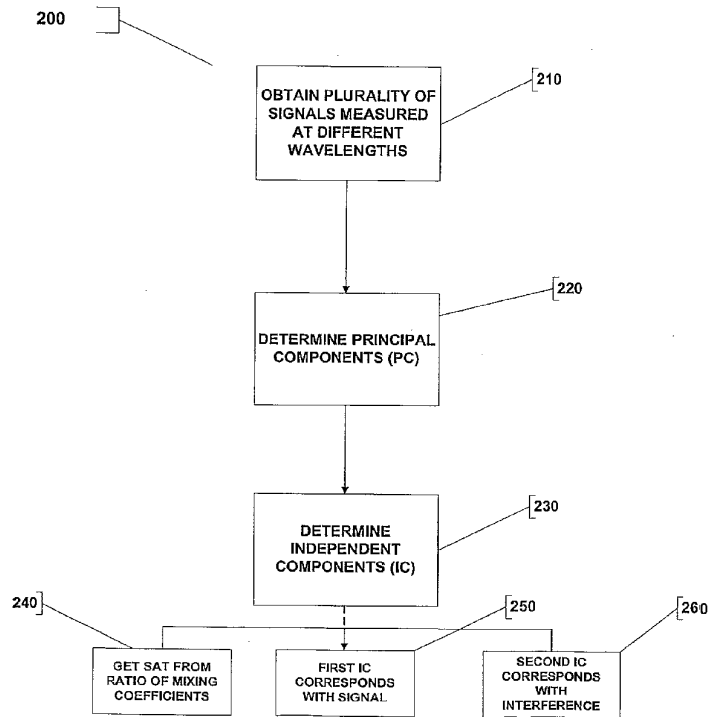 200
210
OBTAIN PLURALITY OF
SIGNALS MEASURED
AT DIFFERENT
WAVELENGTHS
220
DETERMINE PRINCIPAL
COMPONENTS (PC)
230
DETERMINE
INDEPENDENT
COMPONENTS (IC)
240
250
260
GET SAT FROM
RATIO OF MIXING
COEFFICIENTS
FIRST IC
CORRESPONDS
WITH SIGNAL
SECOND IC
CORRESPONDS
WITH
INTERFERENCE